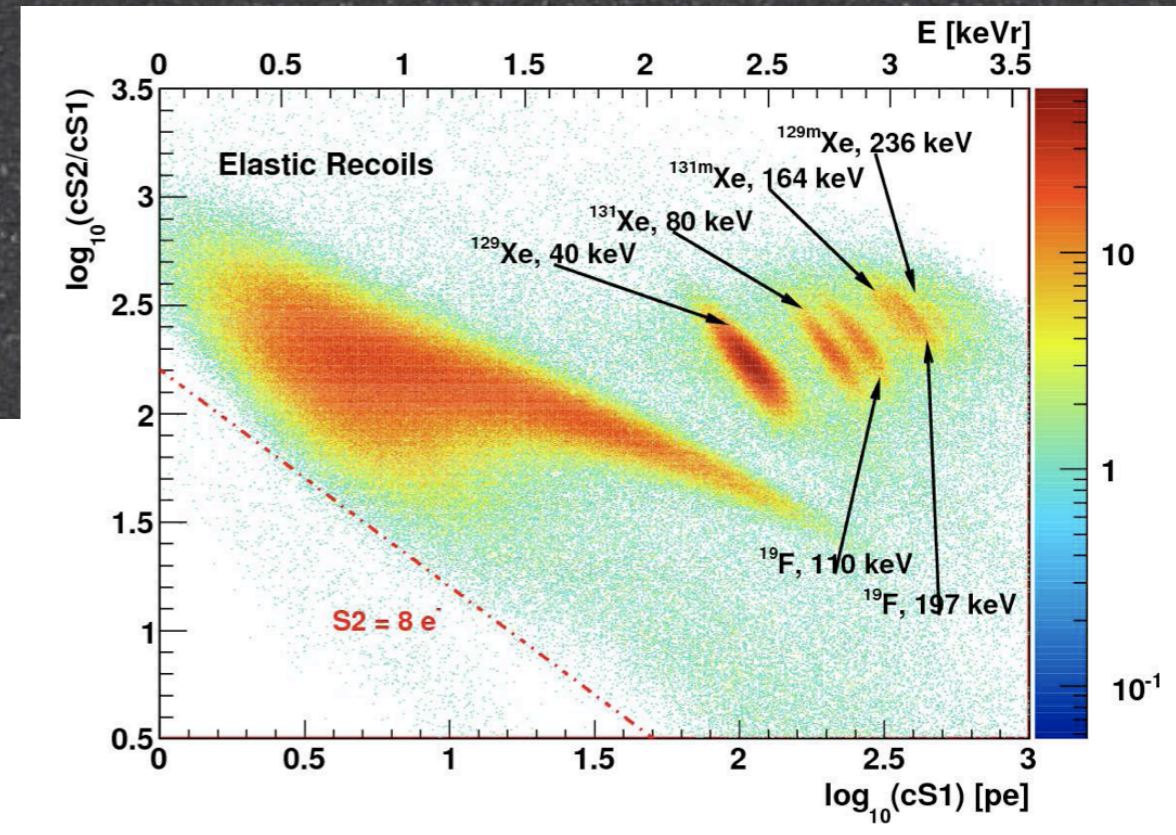 E [keVr]
0 0.5 1 1.5 2 2.5 3 3.5
log10(cS2/cS1)
3.5
3
2.5
2
1.5
1
0.5
Elastic Recoils
129mXe, 236 keV
131mXe, 164 keV
131Xe, 80 keV
129Xe, 40 keV
19F, 110 keV
19F, 197 keV
S2 = 8 e-
10
1
10-1
0 0.5 1 1.5 2 2.5 3
log10(cS1) [pe]